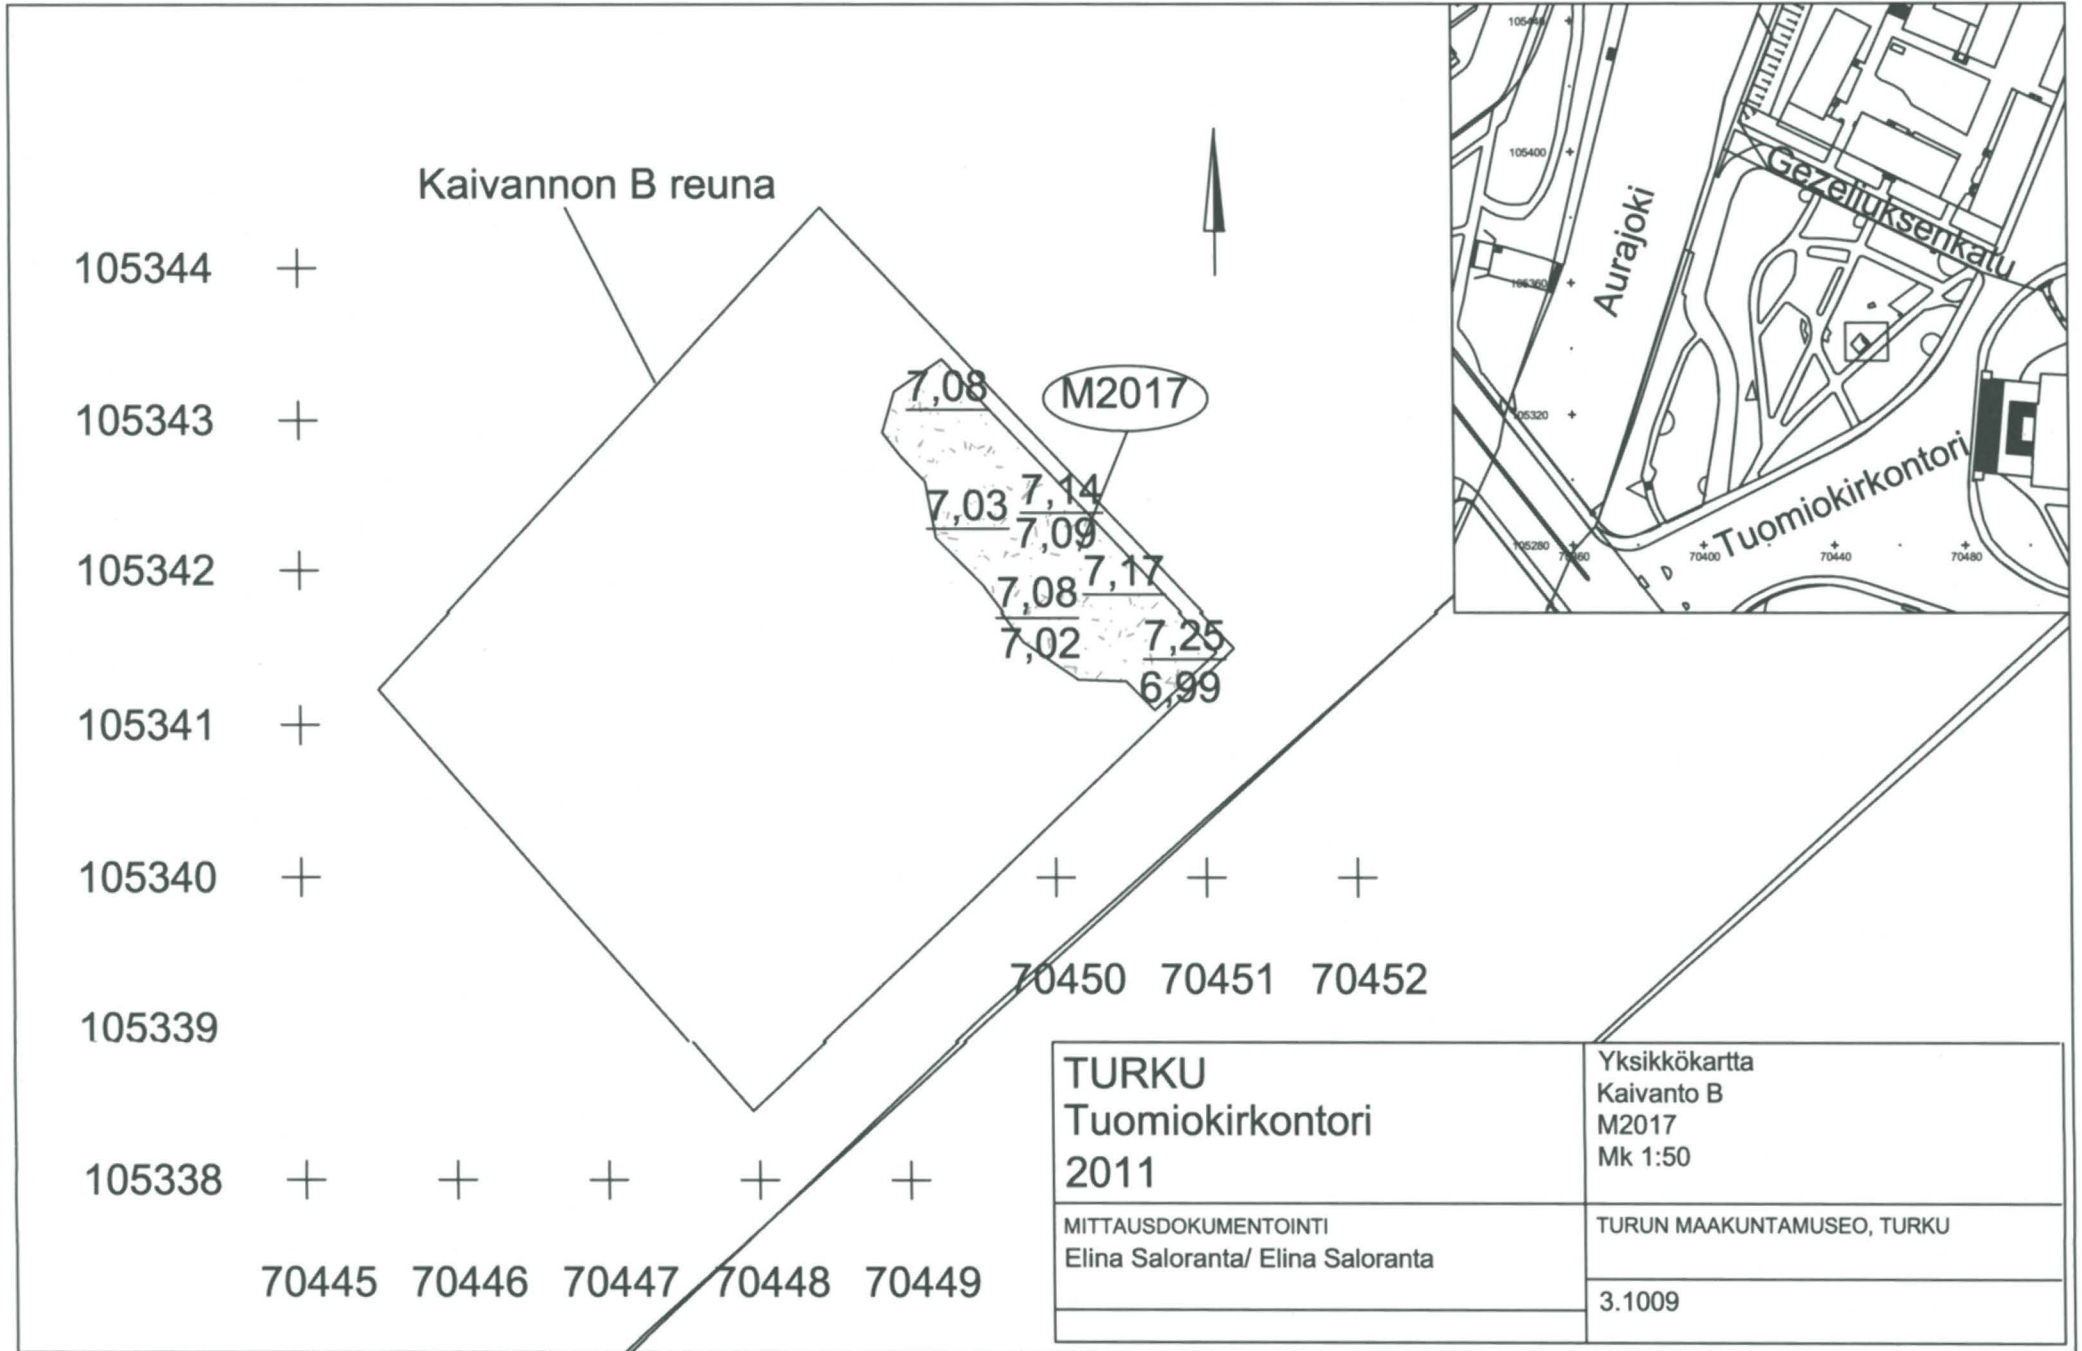 Kaivannon B reuna
105344
105343
105342
105341
105340
105339
105338
70445 70446 70447 70448 70449
70450 70451 70452
M2017
7,08
7,03
7,14
7,09
7,17
7,08
7,02
7,25
6,99
105440
105400
105360
105320
105280
70360 70400 70440 70480
Aurajoki
Gezeliuksenkatu
Tuomiokirkontori
TURKU
Tuomiokirkontori
2011
MITTAUSDOKUMENTOINTI
Elina Saloranta/ Elina Saloranta
Yksikkökartta
Kaivanto B
M2017
Mk 1:50
TURUN MAAKUNTAMUSEO, TURKU
3.1009